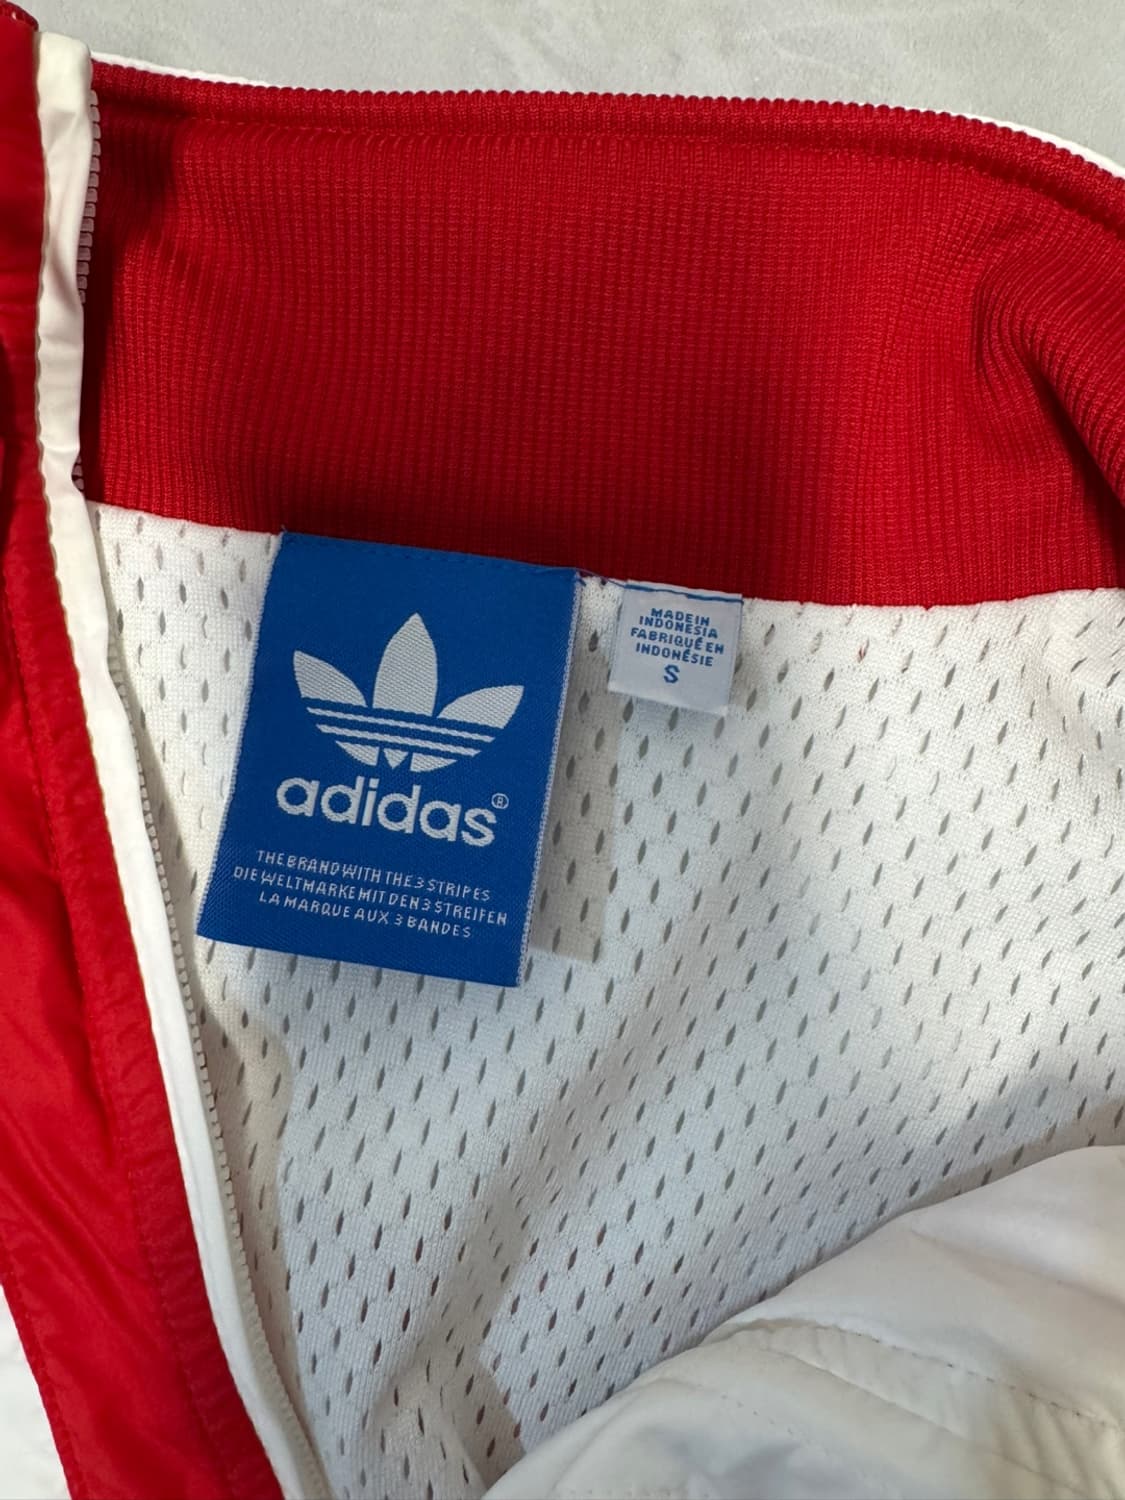 adidas®
THE BRAND WITH THE 3 STRIPES
DIE WELTMARKE MIT DEN 3 STREIFEN
LA MARQUE AUX 3 BANDES
MADE IN
INDONESIA
FABRIQUÉ EN
INDONÉSIE
S